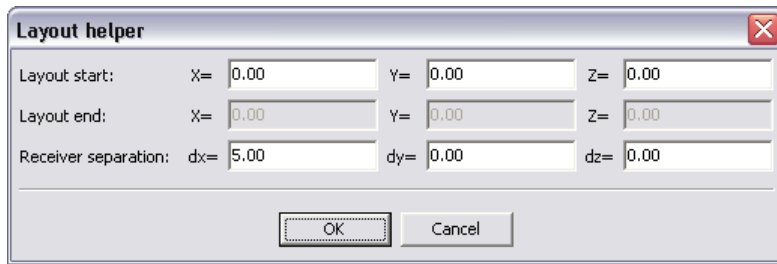 Layout helper
Layout start: X= 0.00 Y= 0.00 Z= 0.00
Layout end: X= 0.00 Y= 0.00 Z= 0.00
Receiver separation: dx= 5.00 dy= 0.00 dz= 0.00
OK Cancel